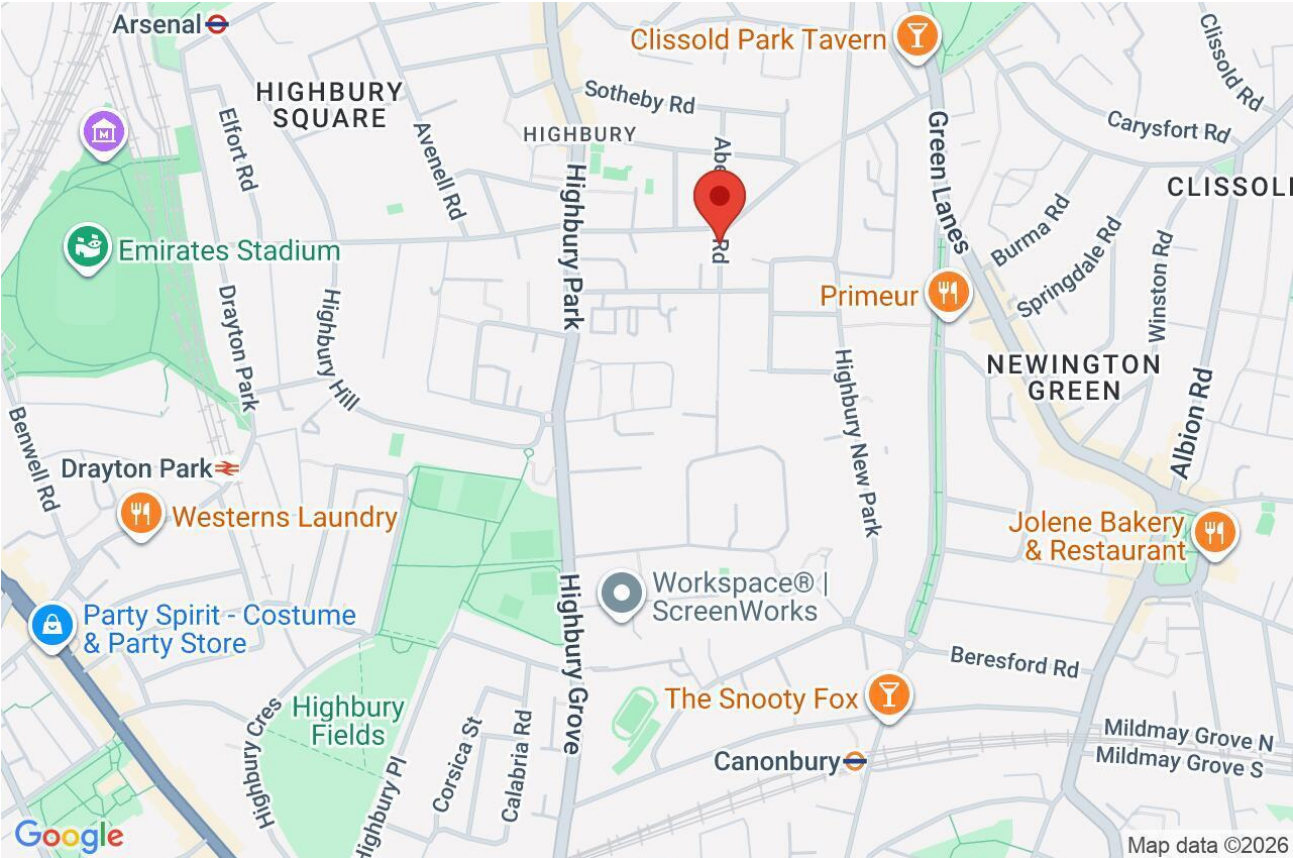 Arsenal
Clissold Park Tavern
Clissold Rd
HIGHBURY
SQUARE
Sotheby Rd
Elfort Rd
Avenell Rd
HIGHBURY
Green Lanes
Carysfort Rd
Highbury Park
CLISSOL
Emirates Stadium
Rd
Burma Rd
Springdale Rd
Winston Rd
Primeur
Drayton Park
Highbury Hill
Highbury New Park
NEWINGTON
GREEN
Albion Rd
Benwell Rd
Drayton Park
Westerns Laundry
Jolene Bakery
& Restaurant
Workspace® |
ScreenWorks
Party Spirit - Costume
& Party Store
Highbury Grove
Beresford Rd
The Snooty Fox
Highbury
Fields
Highbury Cres
Corsica St
Calabria Rd
Highbury Pl
Canonbury
Mildmay Grove N
Mildmay Grove S
Google
Map data ©2026